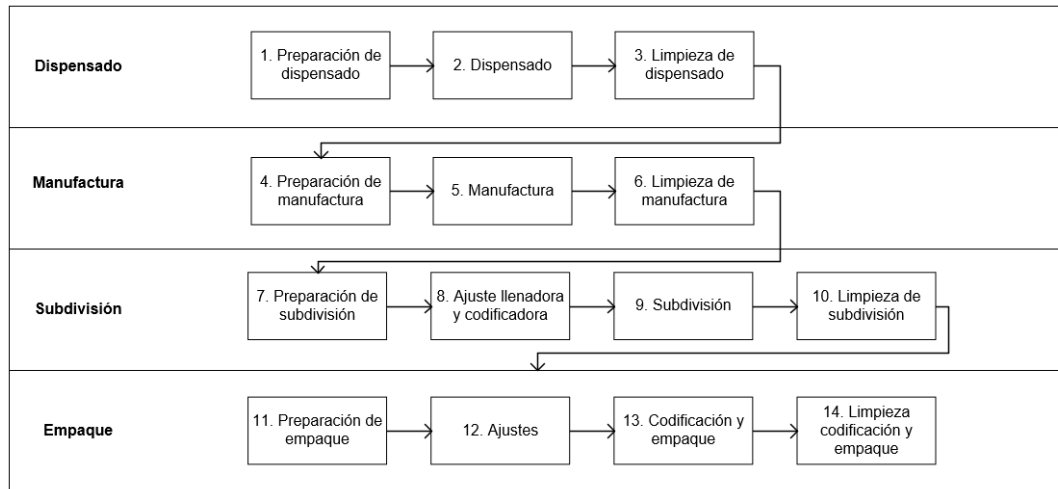 Dispensado
1. Preparación de
dispensado
2. Dispensado
3. Limpieza de
dispensado
Manufactura
4. Preparación de
manufactura
5. Manufactura
6. Limpieza de
manufactura
Subdivisión
7. Preparación de
subdivisión
8. Ajuste llenadora
y codificadora
9. Subdivisión
10. Limpieza de
subdivisión
Empaque
11. Preparación de
empaque
12. Ajustes
13. Codificación y
empaque
14. Limpieza
codificación y
empaque